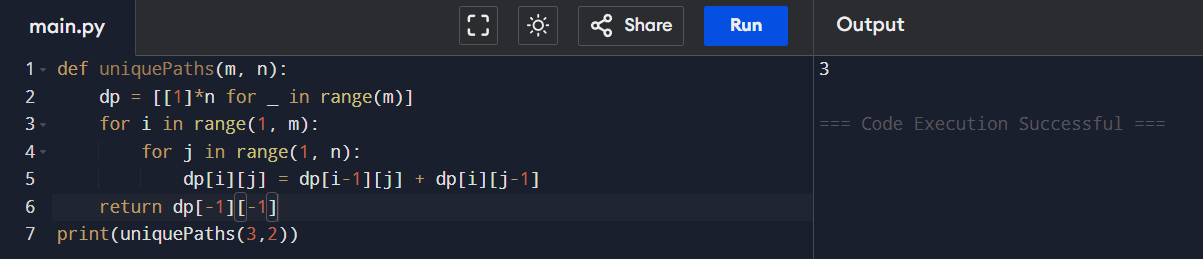 main.py Share Run Output
1 def uniquePaths(m, n):
2     dp = [[1]*n for _ in range(m)]
3     for i in range(1, m):
4         for j in range(1, n):
5             dp[i][j] = dp[i-1][j] + dp[i][j-1]
6     return dp[-1][-1]
7 print(uniquePaths(3,2))
3
=== Code Execution Successful ===